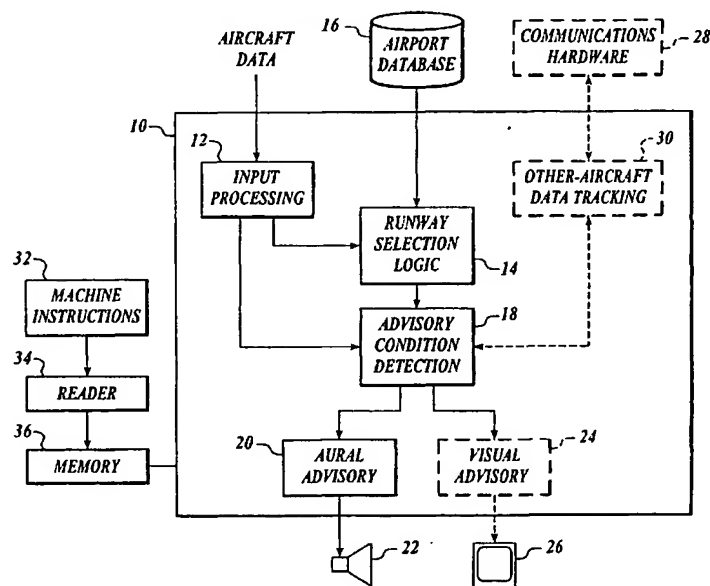 AIRCRAFT
DATA
16
AIRPORT
DATABASE
COMMUNICATIONS
HARDWARE
28
10
12
INPUT
PROCESSING
30
OTHER-AIRCRAFT
DATA TRACKING
RUNWAY
SELECTION
LOGIC
14
32
MACHINE
INSTRUCTIONS
18
ADVISORY
CONDITION
DETECTION
34
READER
36
MEMORY
20
AURAL
ADVISORY
24
VISUAL
ADVISORY
22
26